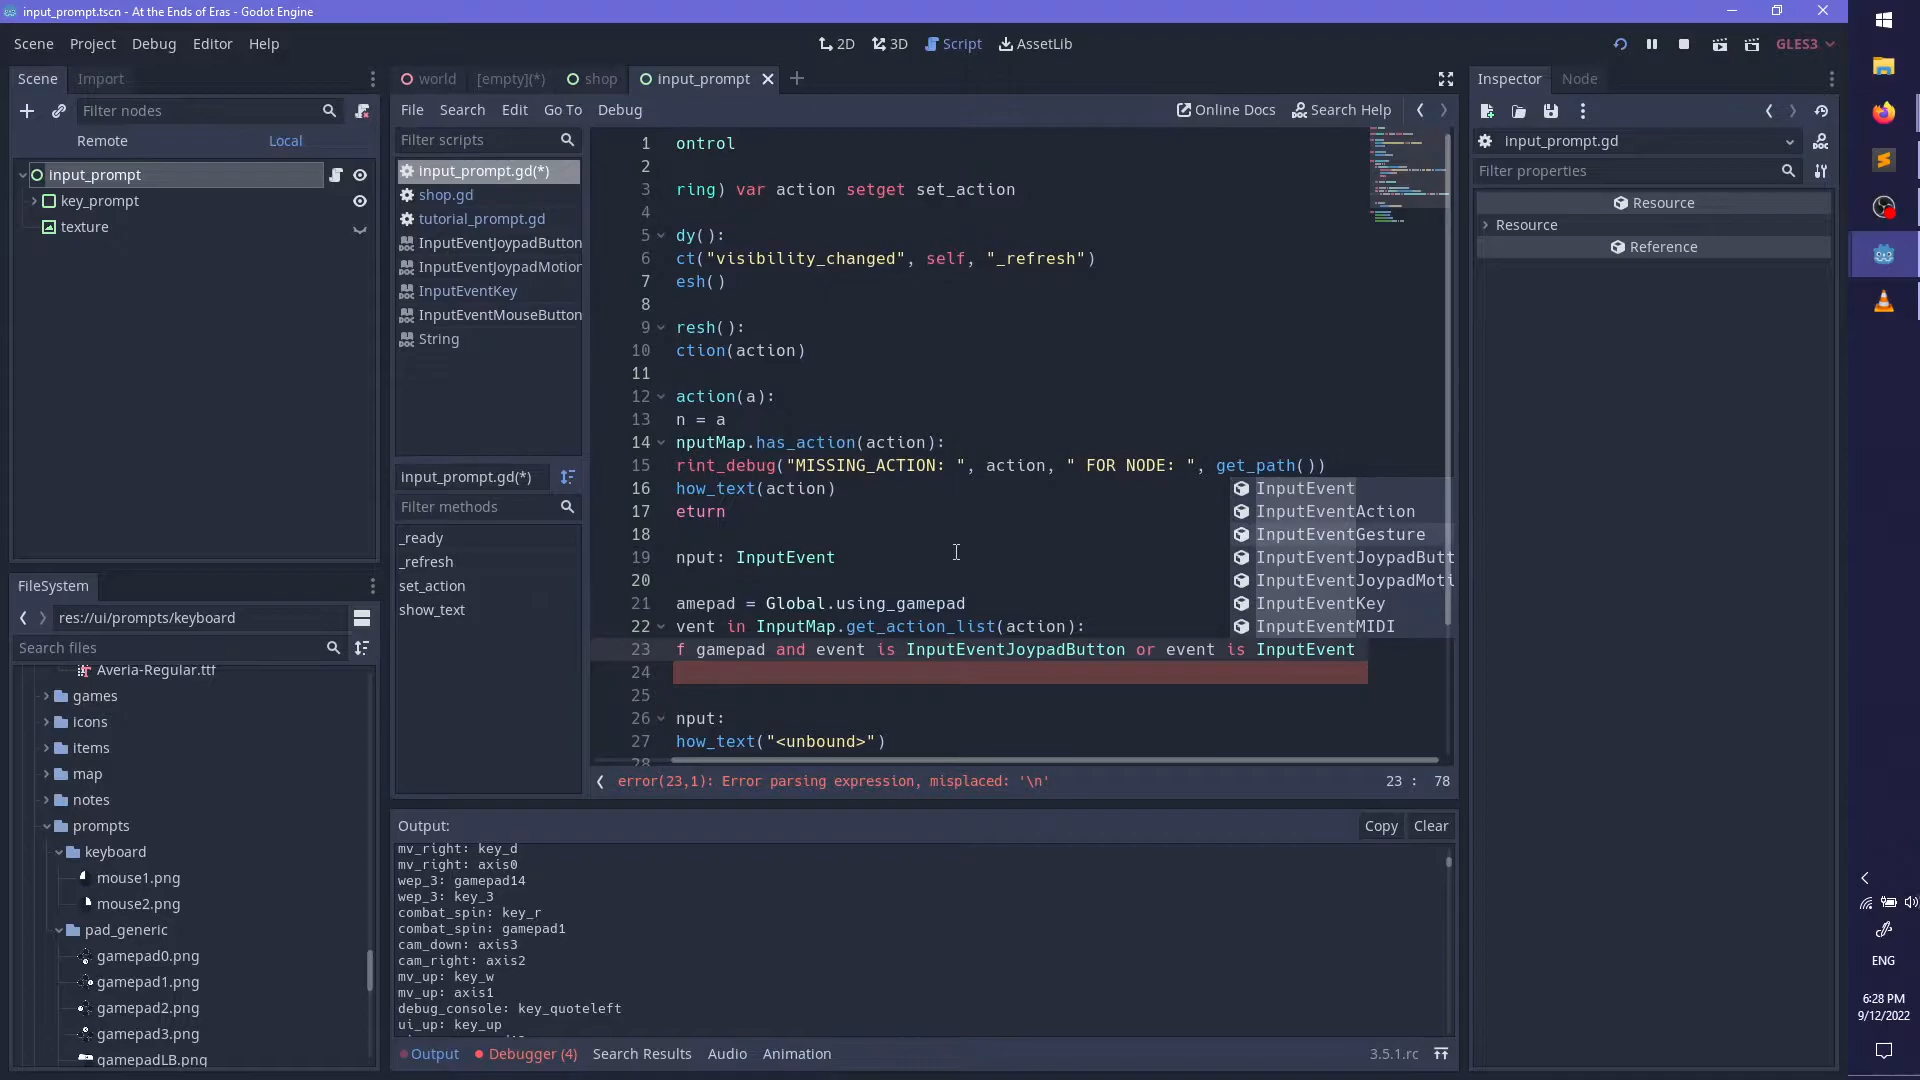 input_prompt.tscn - At the Ends of Eras - Godot Engine
Scene Project Debug Editor Help
2D 3D Script AssetLib
GLES3
Scene Import
Filter nodes
Remote Local
input_prompt
key_prompt
texture
FileSystem
res://ui/prompts/keyboard
Search files
Averia-Regular.ttf
games
icons
items
map
notes
prompts
keyboard
mouse1.png
mouse2.png
pad_generic
gamepad0.png
gamepad1.png
gamepad2.png
gamepad3.png
gamepadLB.png
world [empty](*) shop input_prompt
File Search Edit Go To Debug
Online Docs Search Help
Filter scripts
input_prompt.gd(*)
shop.gd
tutorial_prompt.gd
InputEventJoypadButton
InputEventJoypadMotion
InputEventKey
InputEventMouseButton
String
input_prompt.gd(*)
Filter methods
_ready
_refresh
set_action
show_text
1 ontrol
2
3 ring) var action setget set_action
4
5 dy():
6 ct("visibility_changed", self, "_refresh")
7 esh()
8
9 resh():
10 ction(action)
11
12 action(a):
13 n = a
14 nputMap.has_action(action):
15 rint_debug("MISSING_ACTION: ", action, " FOR NODE: ", get_path())
16 how_text(action)
17 eturn
18
19 nput: InputEvent
20
21 amepad = Global.using_gamepad
22 vent in InputMap.get_action_list(action):
23 f gamepad and event is InputEventJoypadButton or event is InputEvent
24
25
26 nput:
27 how_text("<unbound>")
28
InputEvent
InputEventAction
InputEventGesture
InputEventJoypadButt
InputEventJoypadMoti
InputEventKey
InputEventMIDI
error(23,1): Error parsing expression, misplaced: '\n'
23 : 78
Output:
Copy Clear
mv_right: key_d
mv_right: axis0
wep_3: gamepad14
wep_3: key_3
combat_spin: key_r
combat_spin: gamepad1
cam_down: axis3
cam_right: axis2
mv_up: key_w
mv_up: axis1
debug_console: key_quoteleft
ui_up: key_up
Output Debugger (4) Search Results Audio Animation
3.5.1.rc
Inspector Node
input_prompt.gd
Filter properties
Resource
Resource
Reference
ENG
6:28 PM
9/12/2022